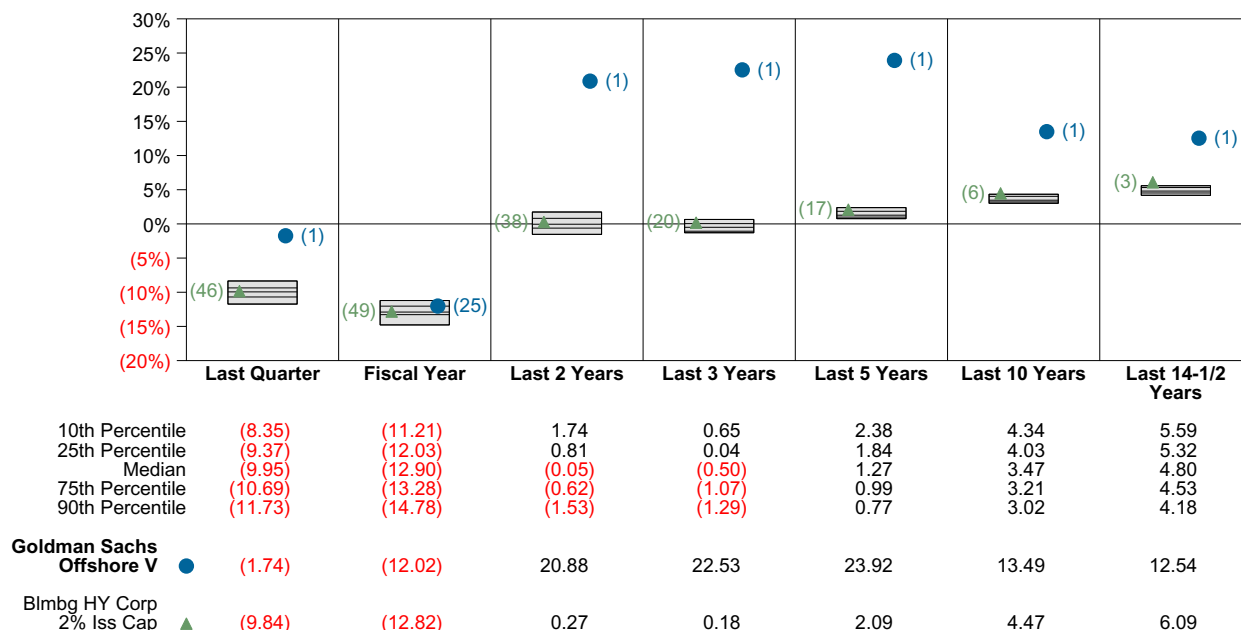 30%
25%
20%
15%
10%
5%
0%
(5%)
(10%)
(15%)
(20%)
(46) (1)
(49) (25)
(38) (1)
(20) (1)
(17) (1)
(6) (1)
(3) (1)
Last Quarter Fiscal Year Last 2 Years Last 3 Years Last 5 Years Last 10 Years Last 14-1/2
Years
10th Percentile (8.35) (11.21) 1.74 0.65 2.38 4.34 5.59
25th Percentile (9.37) (12.03) 0.81 0.04 1.84 4.03 5.32
Median (9.95) (12.90) (0.05) (0.50) 1.27 3.47 4.80
75th Percentile (10.69) (13.28) (0.62) (1.07) 0.99 3.21 4.53
90th Percentile (11.73) (14.78) (1.53) (1.29) 0.77 3.02 4.18
Goldman Sachs
Offshore V (1.74) (12.02) 20.88 22.53 23.92 13.49 12.54
Blmbg HY Corp
2% Iss Cap (9.84) (12.82) 0.27 0.18 2.09 4.47 6.09